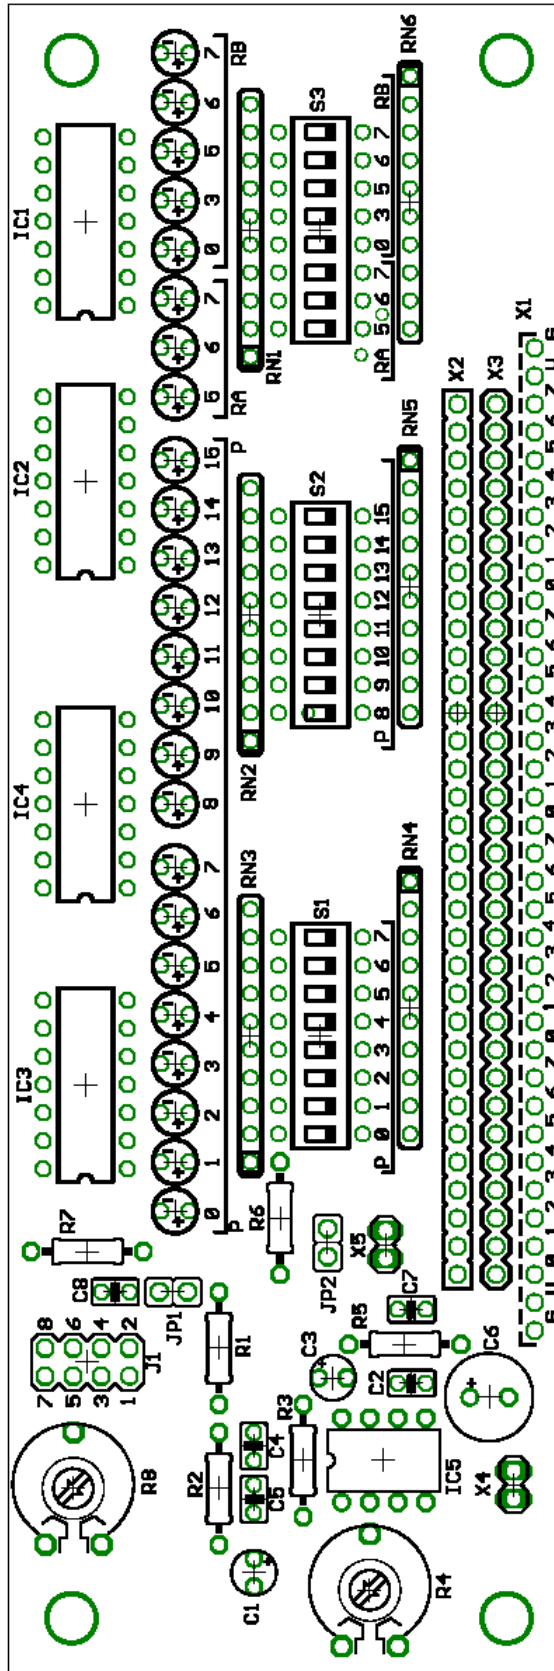 RN6
7 RB
RB
6
S3
5
7
6
IC1
3
5
3
0
0
7
7
6
X1
5
6
RN1
RA
X2
X3
5
RA
RN5
P
15
IC2
S2
14
15
13
14
13
12
12
11
11
10
10
9
8
P
9
RN2
IC4
8
7
RN3
RN4
6
S1
5
7
6
5
4
4
3
IC3
3
2
2
1
1
0
P
0
P
R6
R7
JP2
X5
C8
JP1
C7
R1
R5
8 6 4 2
J1
C3
C6
7 5 3 1
C2
R3
C4
R8
R2
C5
IC5
X4
C1
R4